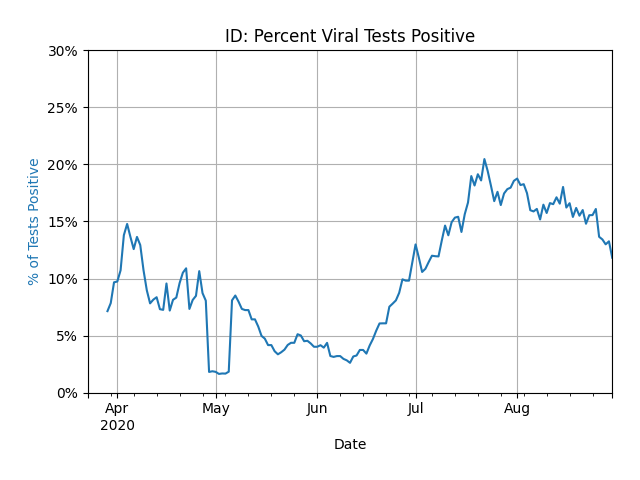 ID: Percent Viral Tests Positive
30%
25%
20%
15%
10%
5%
0%
% of Tests Positive
Apr May Jun Jul Aug
2020
Date